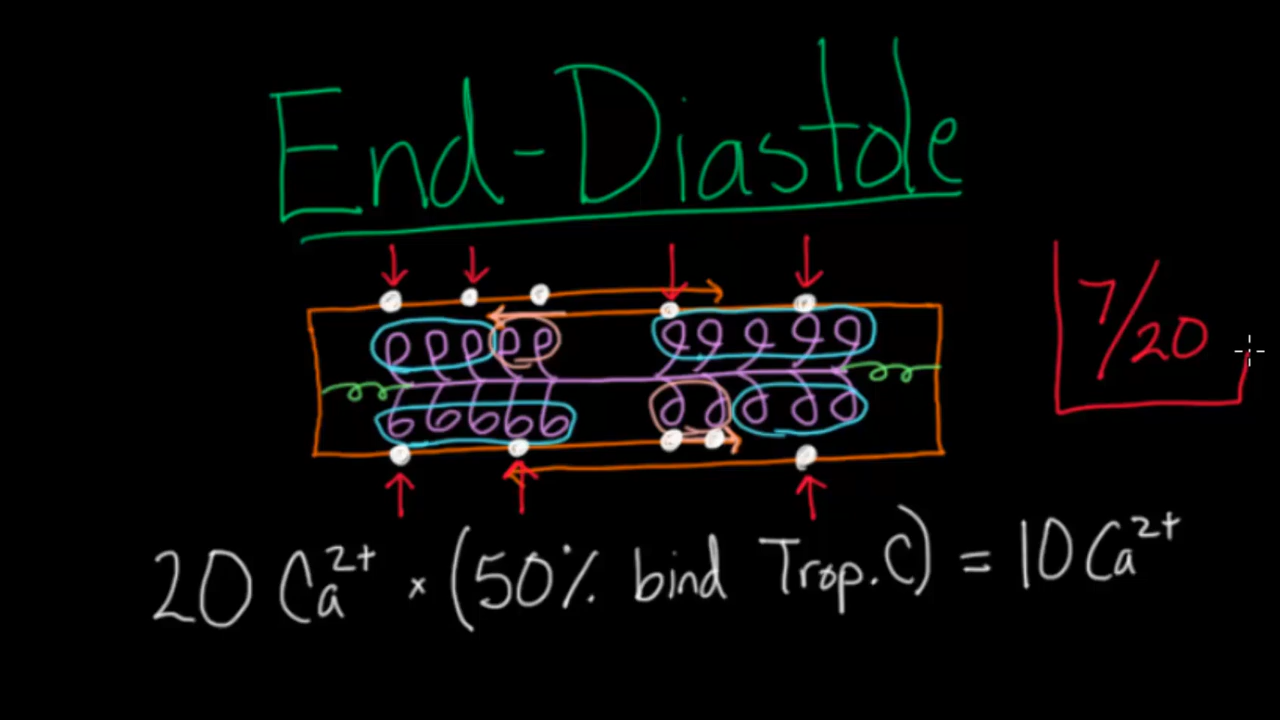 End-Diastole
7/20
20 Ca²⁺ × (50% bind Trop. C) = 10 Ca²⁺